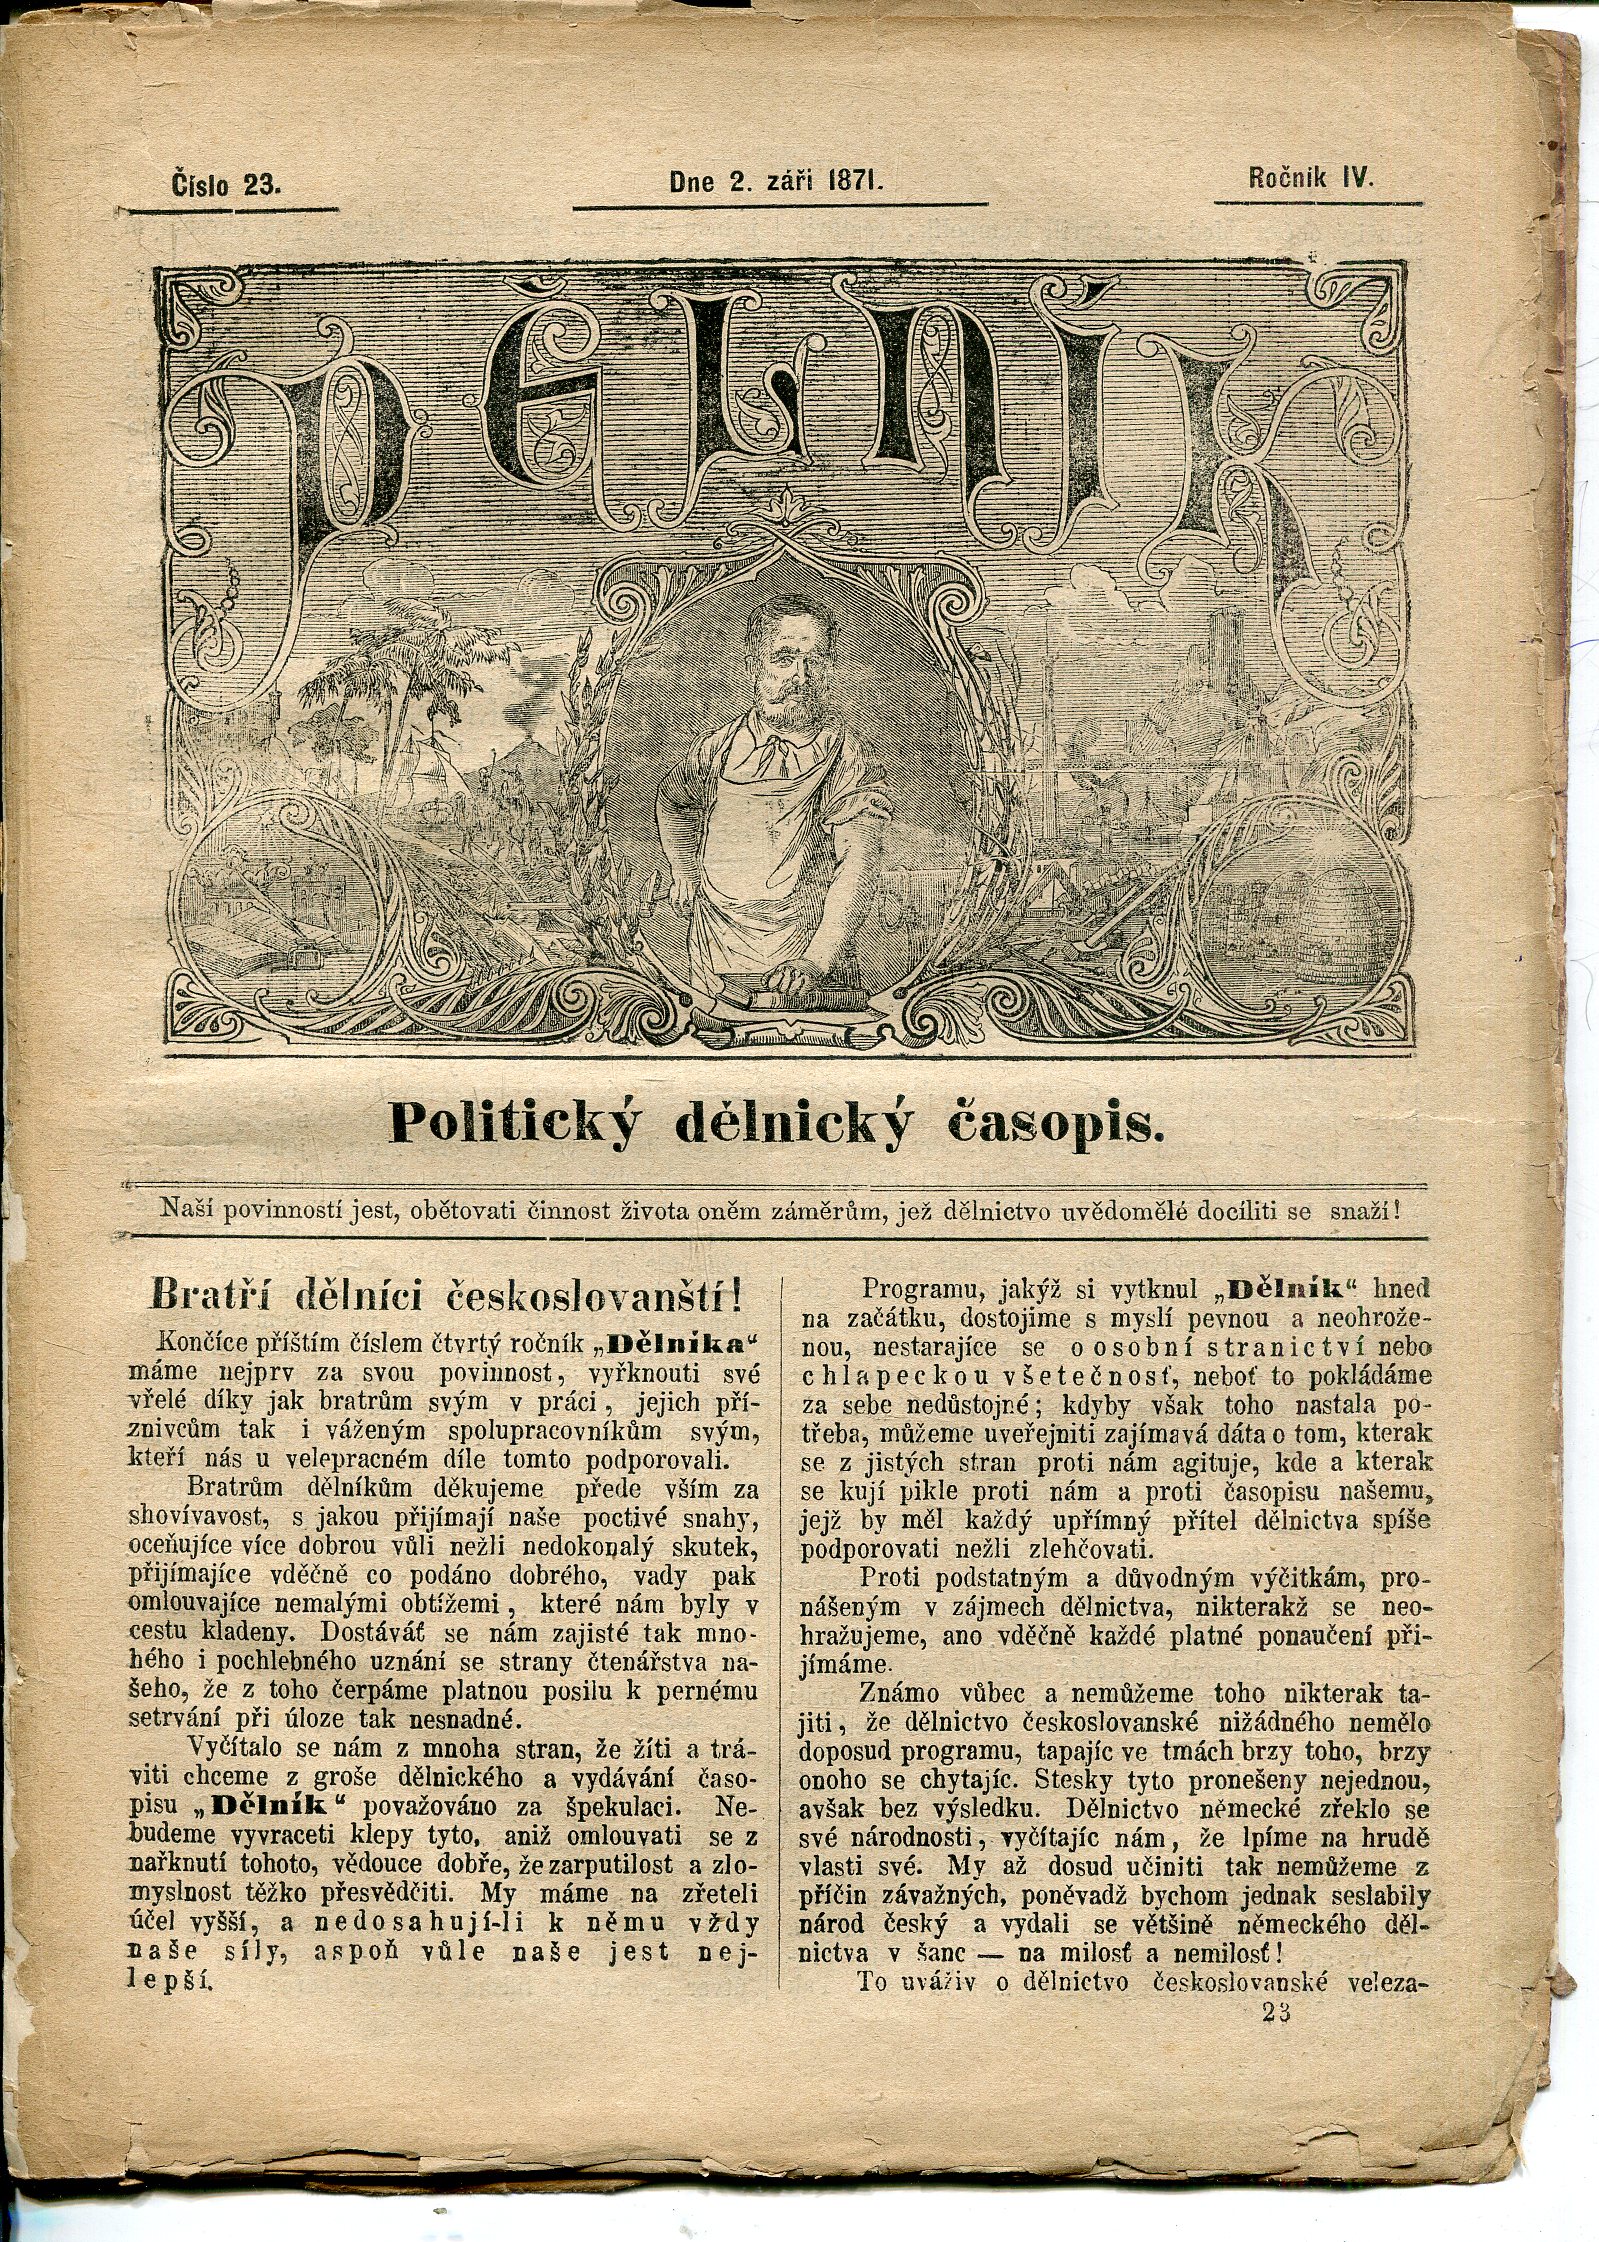 Číslo 23.
Dne 2. září 1871.
Ročník IV.
DĚLNÍK
Politický dělnický časopis.
Naší povinností jest, obětovati činnost života oněm záměrům, jež dělnictvo uvědomělé docíliti se snaží!
Bratří dělníci českoslovanští!
Končíce příštím číslem čtvrtý ročník „Dělníka“
máme nejprv za svou povinnost, vyřknouti své
vřelé díky jak bratrům svým v práci, jejich pří-
znivcům tak i váženým spolupracovníkům svým,
kteří nás u velepracném díle tomto podporovali.
Bratrům dělníkům děkujeme přede vším za
shovívavost, s jakou přijímají naše poctivé snahy,
oceňujíce více dobrou vůli nežli nedokonalý skutek,
přijímajíce vděčně co podáno dobrého, vady pak
omlouvajíce nemalými obtížemi, které nám byly v
cestu kladeny. Dostáváť se nám zajisté tak mno-
hého i pochlebného uznání se strany čtenářstva na-
šeho, že z toho čerpáme platnou posilu k pernému
setrvání při úloze tak nesnadné.
Vyčítalo se nám z mnoha stran, že žíti a trá-
viti chceme z groše dělnického a vydávání časo-
pisu „Dělník“ považováno za špekulaci. Ne-
budeme vyvraceti klepy tyto, aniž omlouvati se z
nařknutí tohoto, vědouce dobře, že zarputilost a zlo-
myslnost těžko přesvědčiti. My máme na zřeteli
účel vyšší, a nedosahují-li k němu vždy
naše síly, aspoň vůle naše jest nej-
lepší.
Programu, jakýž si vytknul „Dělník“ hned
na začátku, dostojíme s myslí pevnou a neohrože-
nou, nestarajíce se o osobní stranictví nebo
chlapeckou všetečnosť, neboť to pokládáme
za sebe nedůstojné; kdyby však toho nastala po-
třeba, můžeme uveřejniti zajímavá dáta o tom, kterak
se z jistých stran proti nám agituje, kde a kterak
se kují pikle proti nám a proti časopisu našemu,
jejž by měl každý upřímný přítel dělnictva spíše
podporovati nežli zlehčovati.
Proti podstatným a důvodným výčitkám, pro-
nášeným v zájmech dělnictva, nikterakž se neo-
hražujeme, ano vděčně každé platné ponaučení při-
jímáme.
Známo vůbec a nemůžeme toho nikterak ta-
jiti, že dělnictvo českoslovanské nižádného nemělo
doposud programu, tapajíc ve tmách brzy toho, brzy
onoho se chytajíc. Stesky tyto pronešeny nejednou,
avšak bez výsledku. Dělnictvo německé zřeklo se
své národnosti, vyčítajíc nám, že lpíme na hrudě
vlasti své. My až dosud učiniti tak nemůžeme z
příčin závažných, poněvadž bychom jednak seslabily
národ český a vydali se většině německého děl-
nictva v šanc — na milosť a nemilosť!
To uváživ o dělnictvo českoslovanské veleza-
23